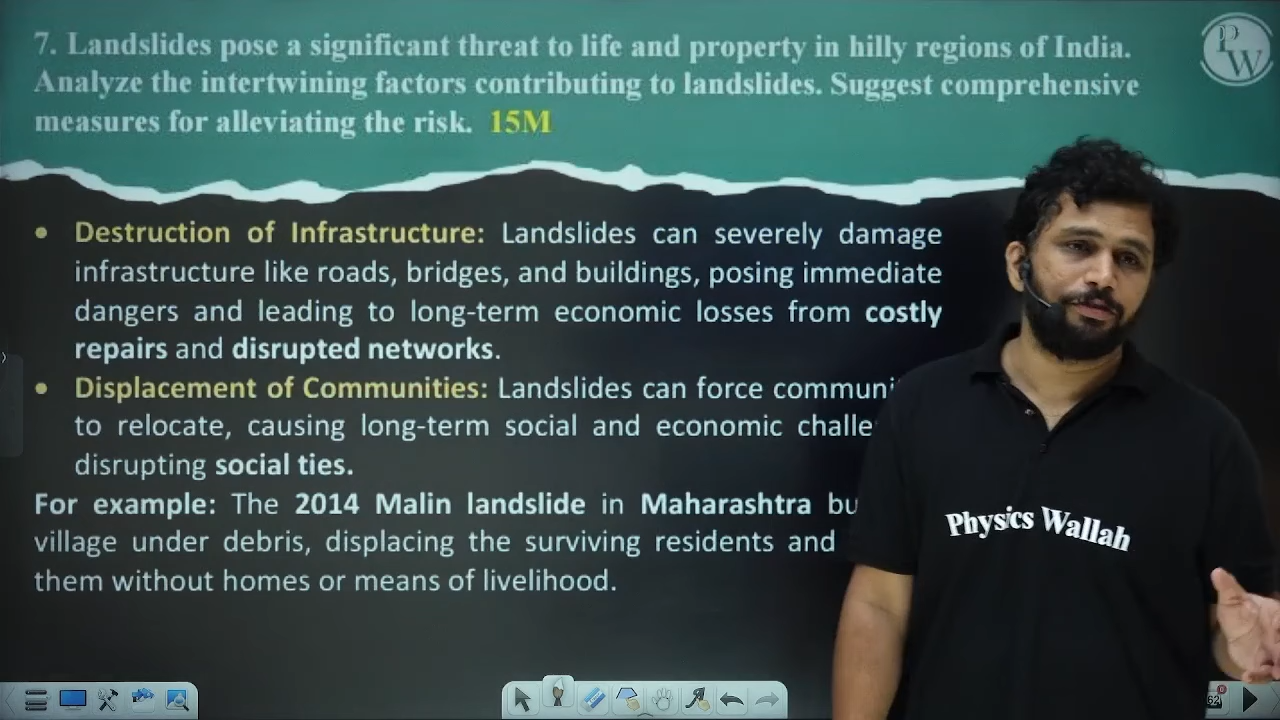 7. Landslides pose a significant threat to life and property in hilly regions of India.
Analyze the intertwining factors contributing to landslides. Suggest comprehensive
measures for alleviating the risk. 15M
PW
• Destruction of Infrastructure: Landslides can severely damage
infrastructure like roads, bridges, and buildings, posing immediate
dangers and leading to long-term economic losses from costly
repairs and disrupted networks.
• Displacement of Communities: Landslides can force
to relocate, causing long-term social and economic
disrupting social ties.
For example: The 2014 Malin landslide in Maharashtra
village under debris, displacing the surviving residents and
them without homes or means of livelihood.
Physics Wallah